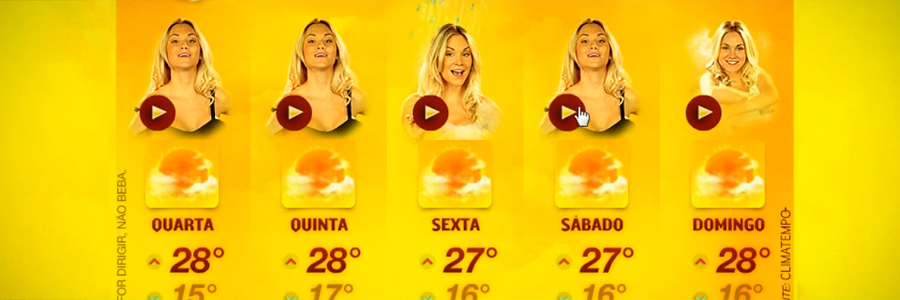 QUARTA QUINTA SEXTA SÁBADO DOMINGO
28° 28° 27° 27° 28°
15° 17° 16° 16° 16°
FOR DIRIGIR, NÃO BEBA.
TE: CLIMATEMPO